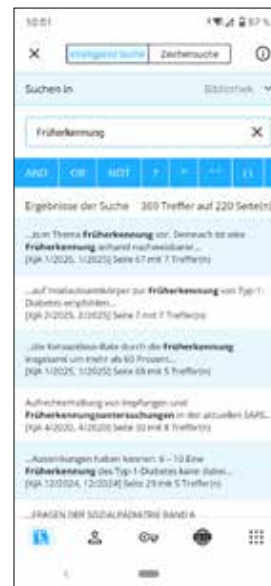 10:51
87 %
Intelligente Suche Zeichensuche
Suchen in Bibliothek
Früherkennung
AND OR NOT ? * " " ( )
Ergebnisse der Suche 369 Treffer auf 220 Seite(n)
...zum Thema Früherkennung vor. Demnach ist eine
Früherkennung anhand nachweisbarer...
[KJA 1/2025, 1/2025] Seite 67 mit 7 Treffer(n)
...auf Inselautoantikörper zur Früherkennung von Typ-1-
Diabetes empfohlen...
[KJA 2/2025, 2/2025] Seite 7 mit 7 Treffer(n)
...die Ketoazidose-Rate durch die Früherkennung
insgesamt um mehr als 60 Prozent...
[KJA 1/2025, 1/2025] Seite 68 mit 5 Treffer(n)
Aufrechterhaltung von Impfungen und
Früherkennungsuntersuchungen in der aktuellen SARS...
[KJA 4/2020, 4/2020] Seite 30 mit 8 Treffer(n)
...Auswirkungen haben können. 6 – 10 Eine
Früherkennung des Typ-1-Diabetes kann dabei...
[KJA 12/2024, 12/2024] Seite 29 mit 5 Treffer(n)
...FRAGEN DER SOZIALPÄDIATRIE BAND A